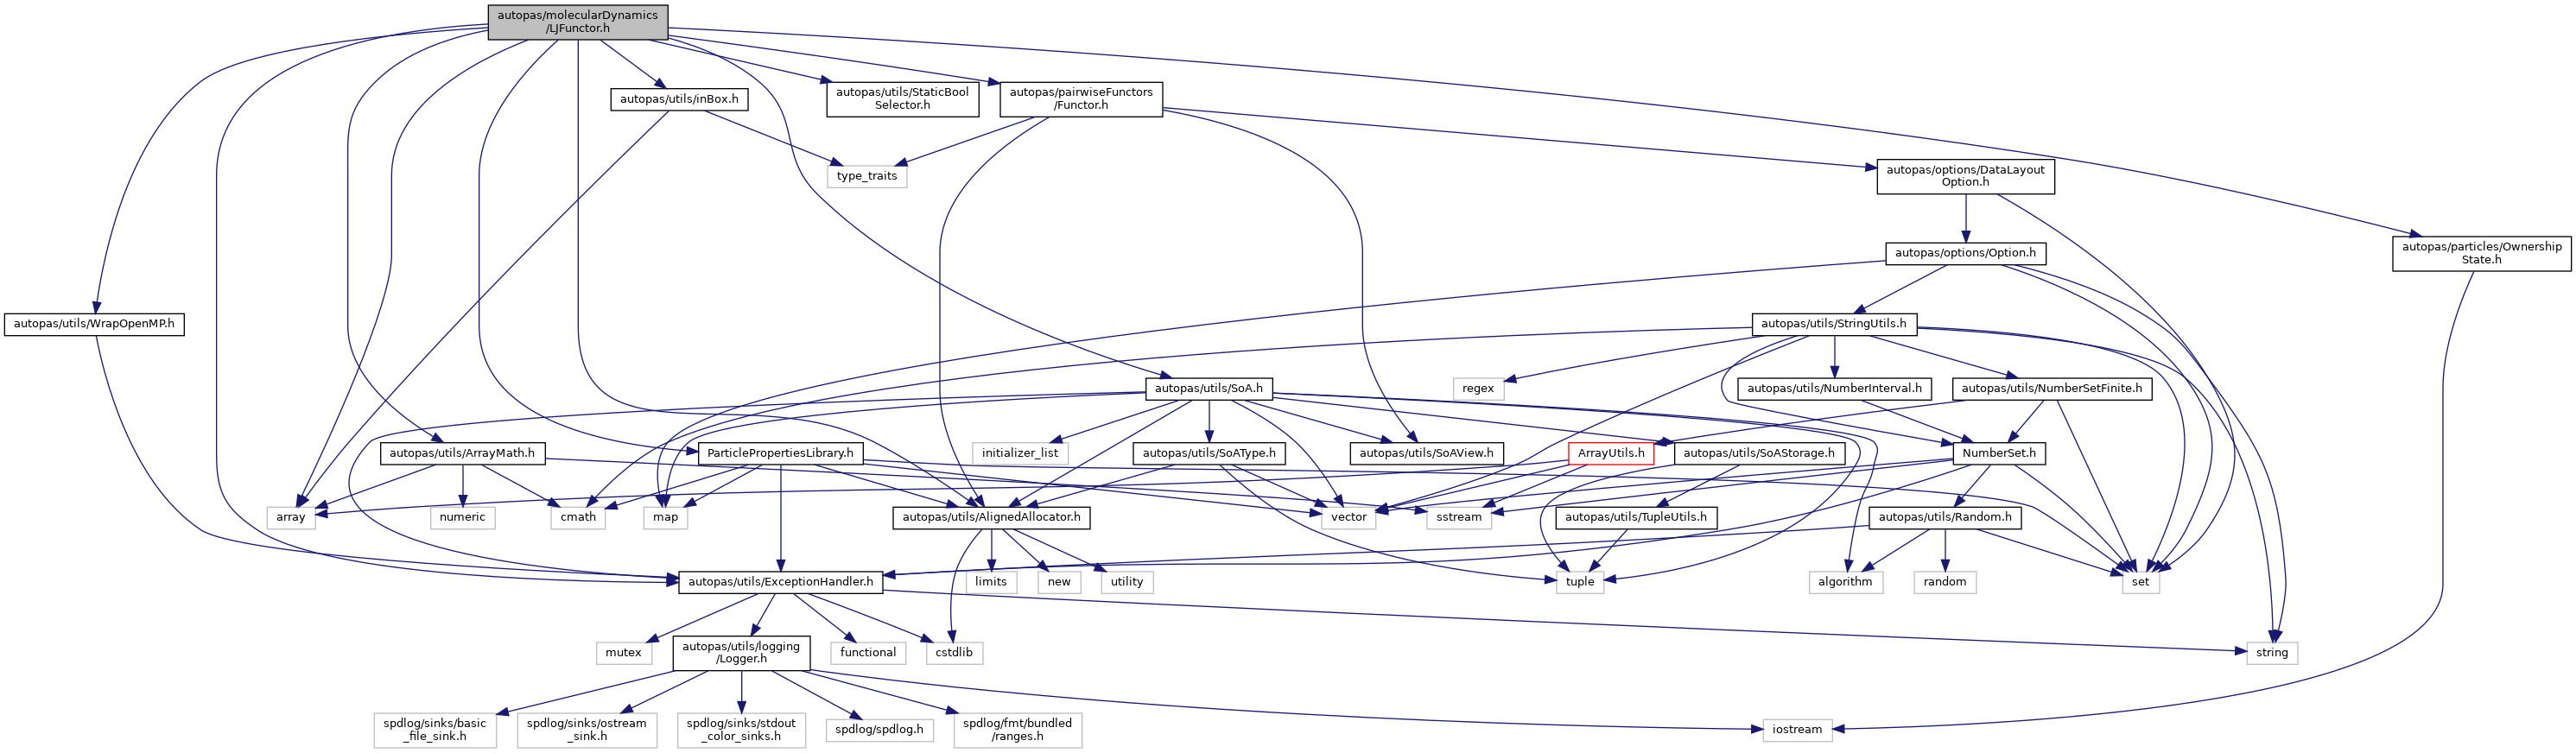 autopas/molecularDynamics
/LJFunctor.h
autopas/utils/inBox.h
autopas/utils/StaticBool
Selector.h
autopas/pairwiseFunctors
/Functor.h
type_traits
autopas/options/DataLayout
Option.h
autopas/options/Option.h
autopas/particles/Ownership
State.h
autopas/utils/WrapOpenMP.h
autopas/utils/StringUtils.h
autopas/utils/SoA.h
regex
autopas/utils/NumberInterval.h
autopas/utils/NumberSetFinite.h
autopas/utils/ArrayMath.h
ParticlePropertiesLibrary.h
initializer_list
autopas/utils/SoAType.h
autopas/utils/SoAView.h
ArrayUtils.h
autopas/utils/SoAStorage.h
NumberSet.h
array
numeric
cmath
map
autopas/utils/AlignedAllocator.h
vector
sstream
autopas/utils/TupleUtils.h
autopas/utils/Random.h
autopas/utils/ExceptionHandler.h
limits
new
utility
tuple
algorithm
random
set
mutex
autopas/utils/logging
/Logger.h
functional
cstdlib
string
spdlog/sinks/basic
_file_sink.h
spdlog/sinks/ostream
_sink.h
spdlog/sinks/stdout
_color_sinks.h
spdlog/spdlog.h
spdlog/fmt/bundled
/ranges.h
iostream